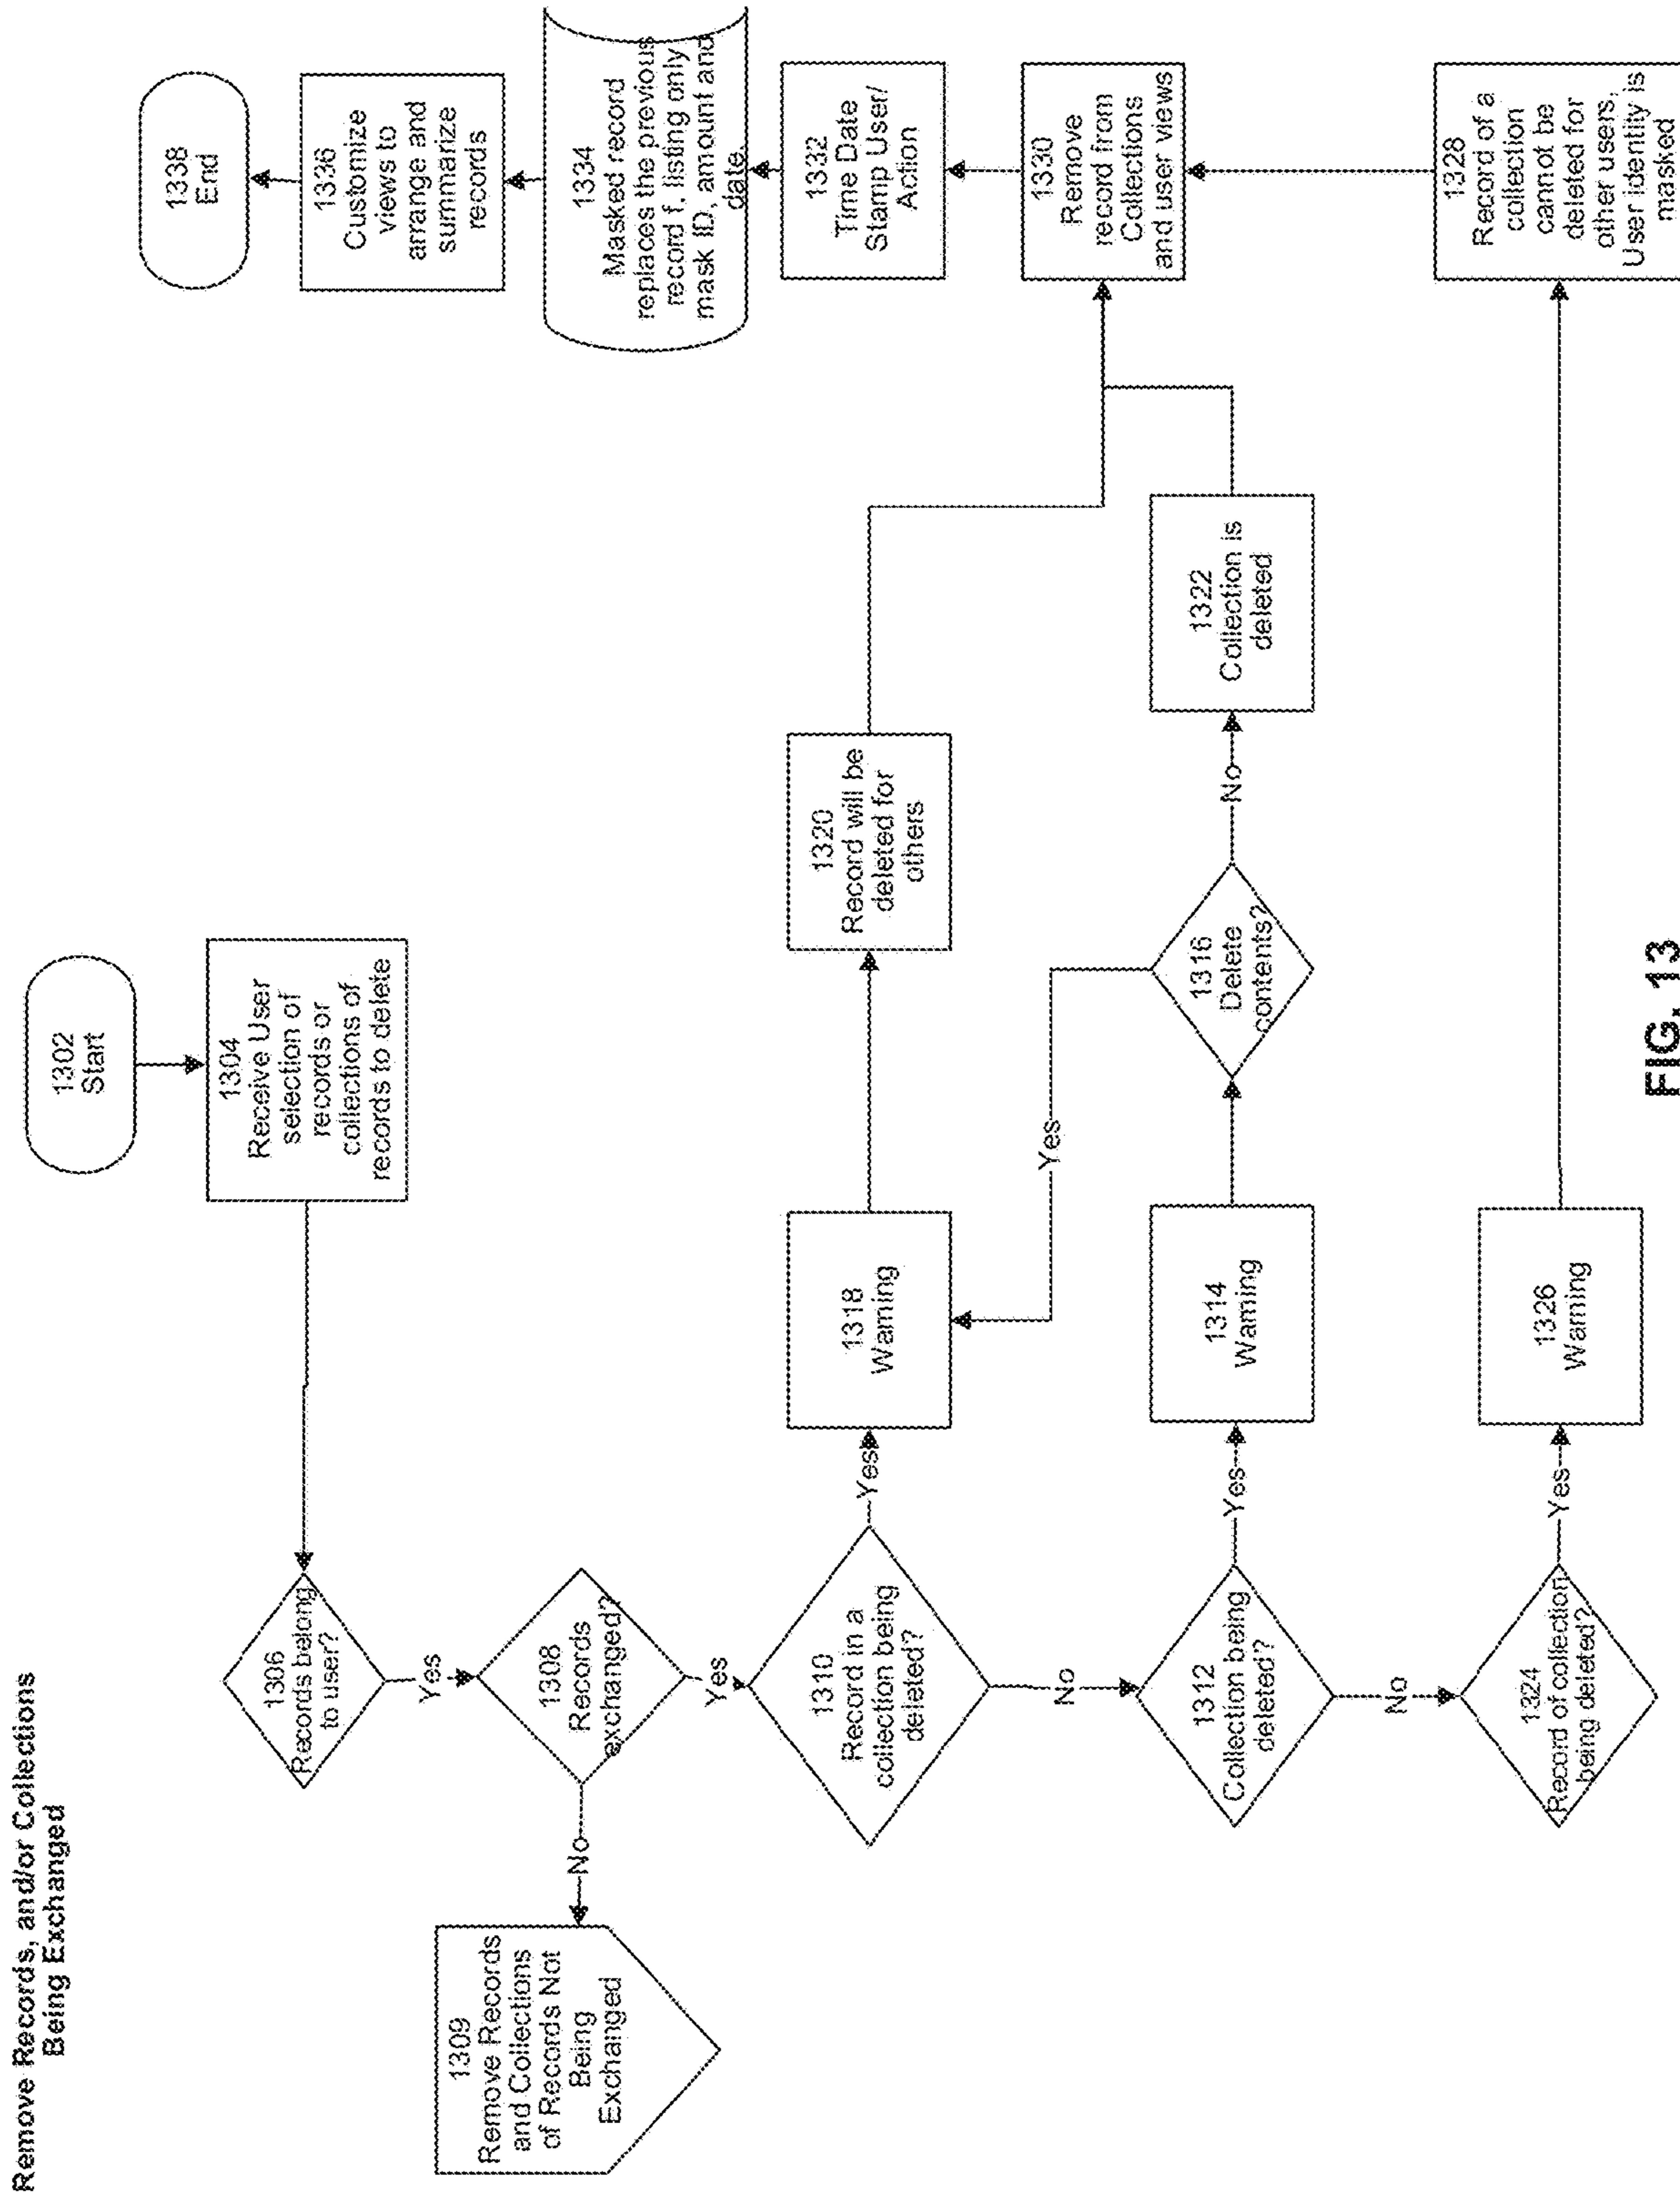 Remove Records, and/or Collections
Being Exchanged
1302
Start
1304
Receive User
selection of
records or
collections of
records to delete
1306
Records belong
to user?
Yes
1308
Records
exchanged?
No
1309
Remove Records
and Collections
of Records Not
Being
Exchanged
Yes
1310
Record in a
collection being
deleted?
Yes
1318
Warning
1320
Record will be
deleted for
others
No
1312
Collection being
deleted?
Yes
1314
Warning
1316
Delete
contents?
Yes
No
1322
Collection is
deleted
No
1324
Record of collection
being deleted?
Yes
1326
Warning
1328
Record of a
collection
cannot be
deleted for
other users,
User identity is
masked
1330
Remove
record from
Collections
and user views
1332
Time Date
Stamp User/
Action
1334
Masked record
replaces the previous
record f. listing only
mask ID, amount and
date.
1336
Customize
views to
arrange and
summarize
records
1338
End
FIG. 13